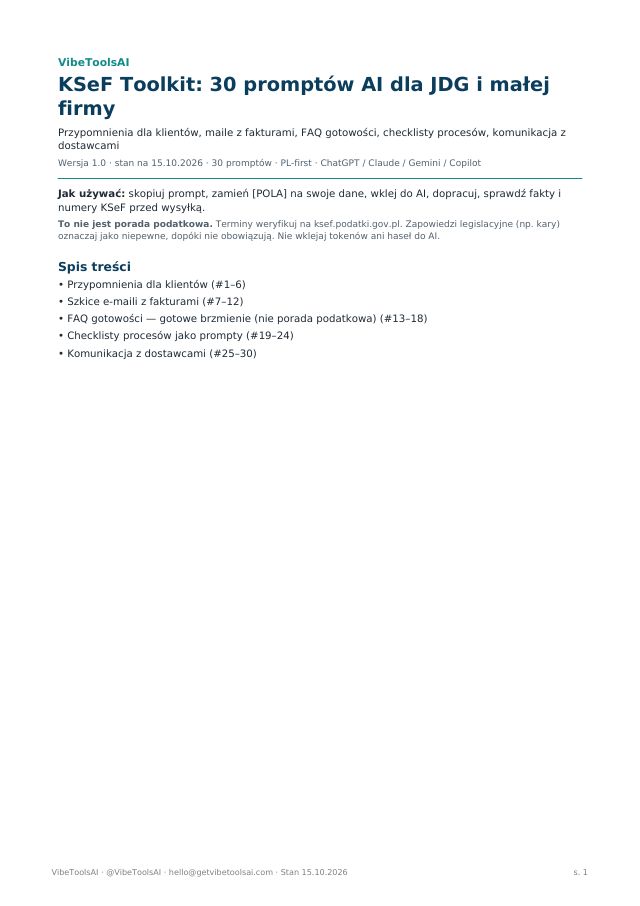 VibeToolsAI
KSeF Toolkit: 30 promptów AI dla JDG i małej
firmy
Przypomnienia dla klientów, maile z fakturami, FAQ gotowości, checklisty procesów, komunikacja z
dostawcami
Wersja 1.0 · stan na 15.10.2026 · 30 promptów · PL-first · ChatGPT / Claude / Gemini / Copilot
Jak używać: skopiuj prompt, zamień [POLA] na swoje dane, wklej do AI, dopracuj, sprawdź fakty i
numery KSeF przed wysyłką.
To nie jest porada podatkowa. Terminy weryfikuj na ksef.podatki.gov.pl. Zapowiedzi legislacyjne (np. kary)
oznaczaj jako niepewne, dopóki nie obowiązują. Nie wklejaj tokenów ani haseł do AI.
Spis treści
• Przypomnienia dla klientów (#1–6)
• Szkice e-maili z fakturami (#7–12)
• FAQ gotowości — gotowe brzmienie (nie porada podatkowa) (#13–18)
• Checklisty procesów jako prompty (#19–24)
• Komunikacja z dostawcami (#25–30)
VibeToolsAI · @VibeToolsAI · hello@getvibetoolsai.com · Stan 15.10.2026 s. 1